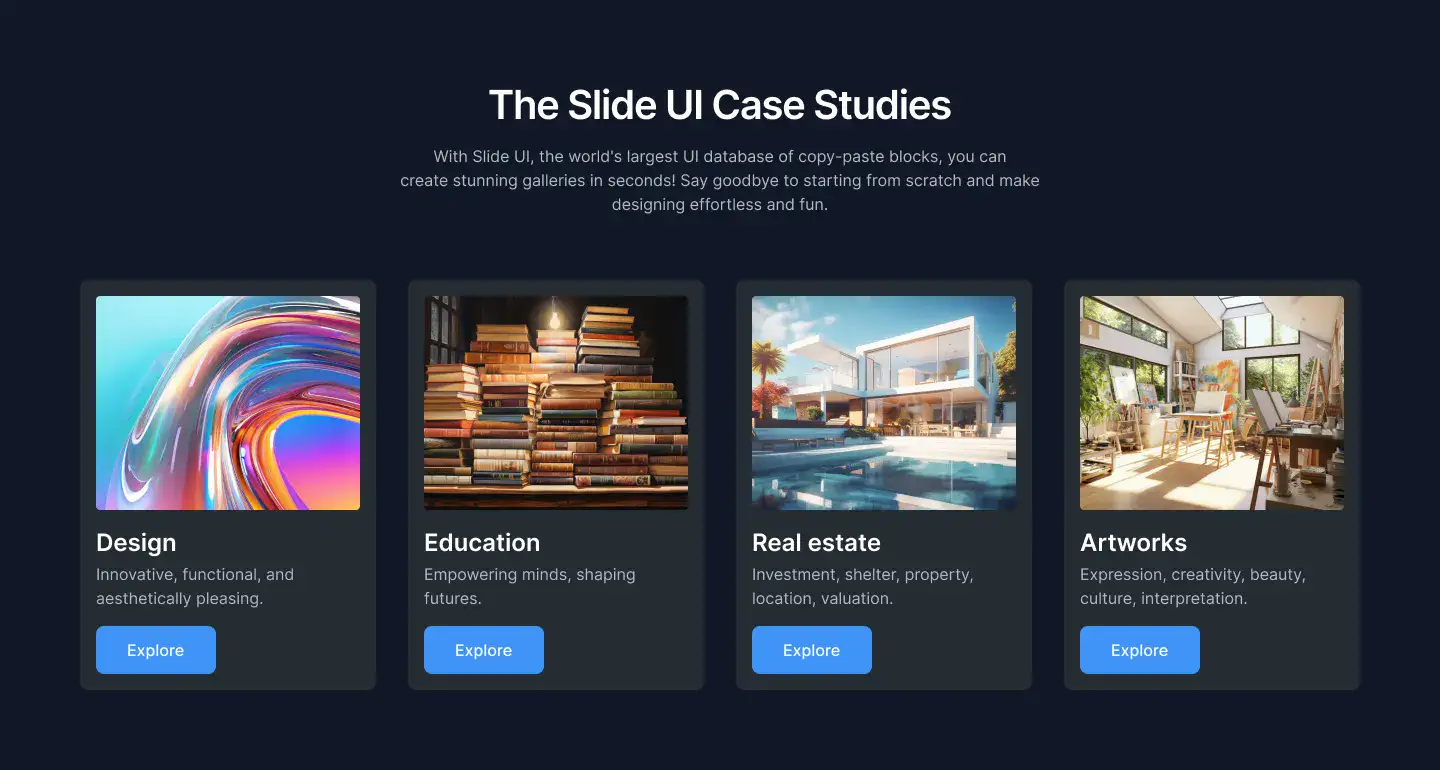 The Slide UI Case Studies
With Slide UI, the world's largest UI database of copy-paste blocks, you can
create stunning galleries in seconds! Say goodbye to starting from scratch and make
designing effortless and fun.
Design
Innovative, functional, and
aesthetically pleasing.
Explore
Education
Empowering minds, shaping
futures.
Explore
Real estate
Investment, shelter, property,
location, valuation.
Explore
Artworks
Expression, creativity, beauty,
culture, interpretation.
Explore